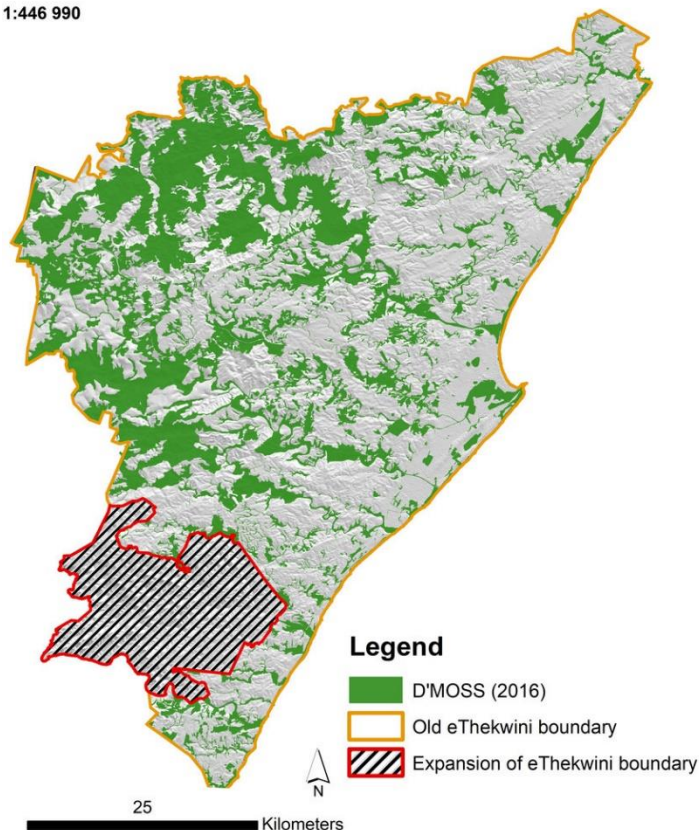 1:446 990
Legend
D'MOSS (2016)
Old eThekwini boundary
Expansion of eThekwini boundary
N
25
Kilometers